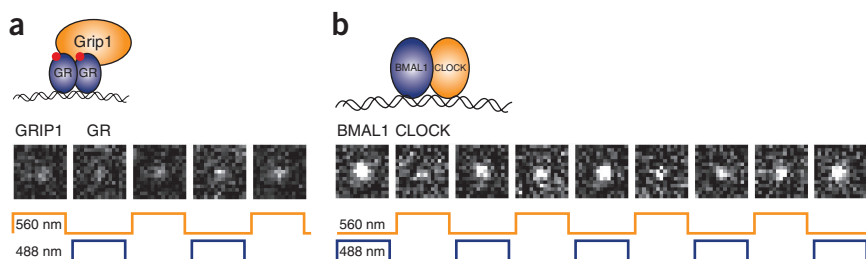 a
Grip1
GR GR
GRIP1 GR
560 nm
488 nm
b
BMAL1 CLOCK
BMAL1 CLOCK
560 nm
488 nm